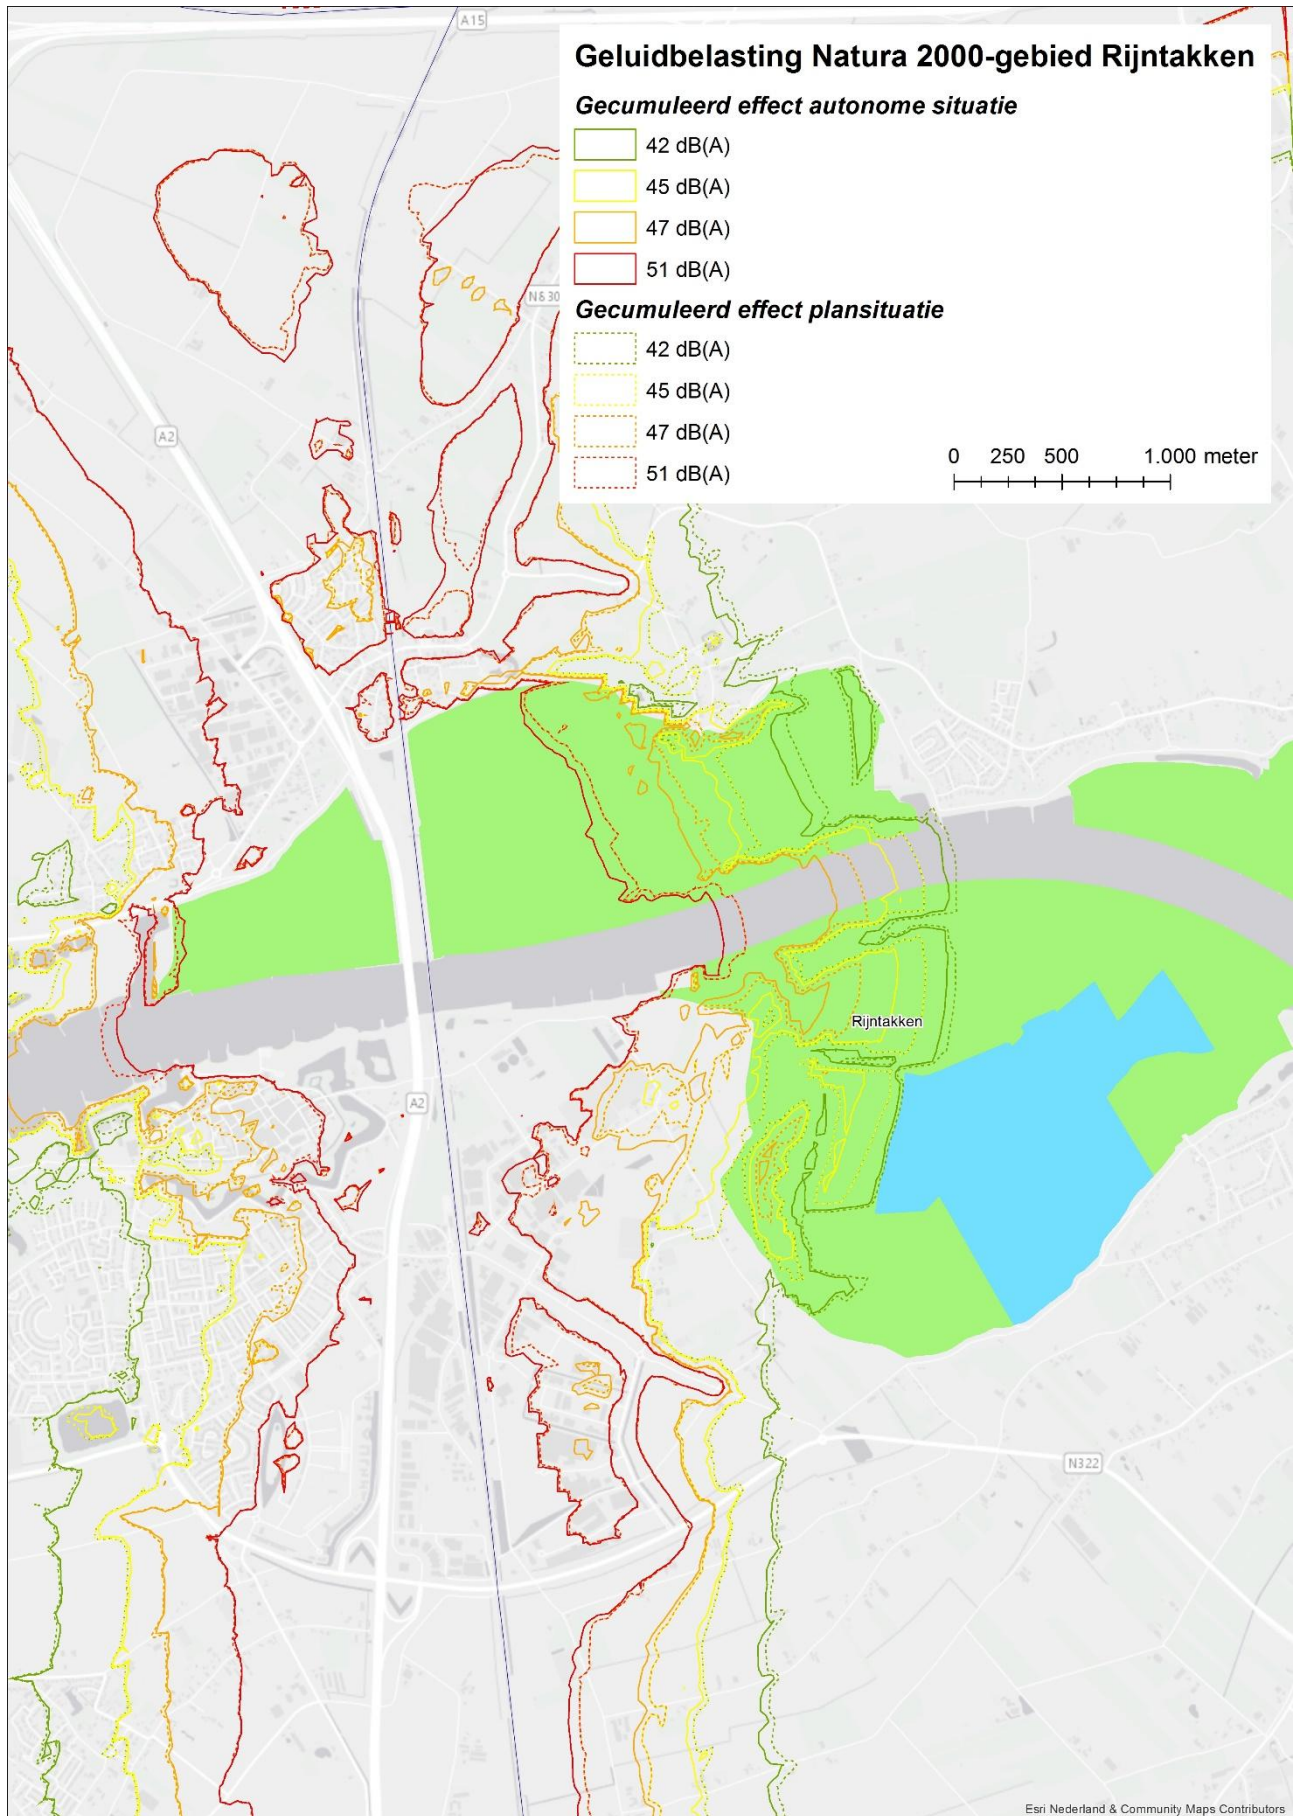 A15
Geluidbelasting Natura 2000-gebied Rijntakken
Gecumuleerd effect autonome situatie
42 dB(A)
45 dB(A)
47 dB(A)
51 dB(A)
Gecumuleerd effect plansituatie
42 dB(A)
45 dB(A)
47 dB(A)
51 dB(A)
0 250 500 1.000 meter
A2
Rijntakken
A2
N322
Esri Nederland & Community Maps Contributors